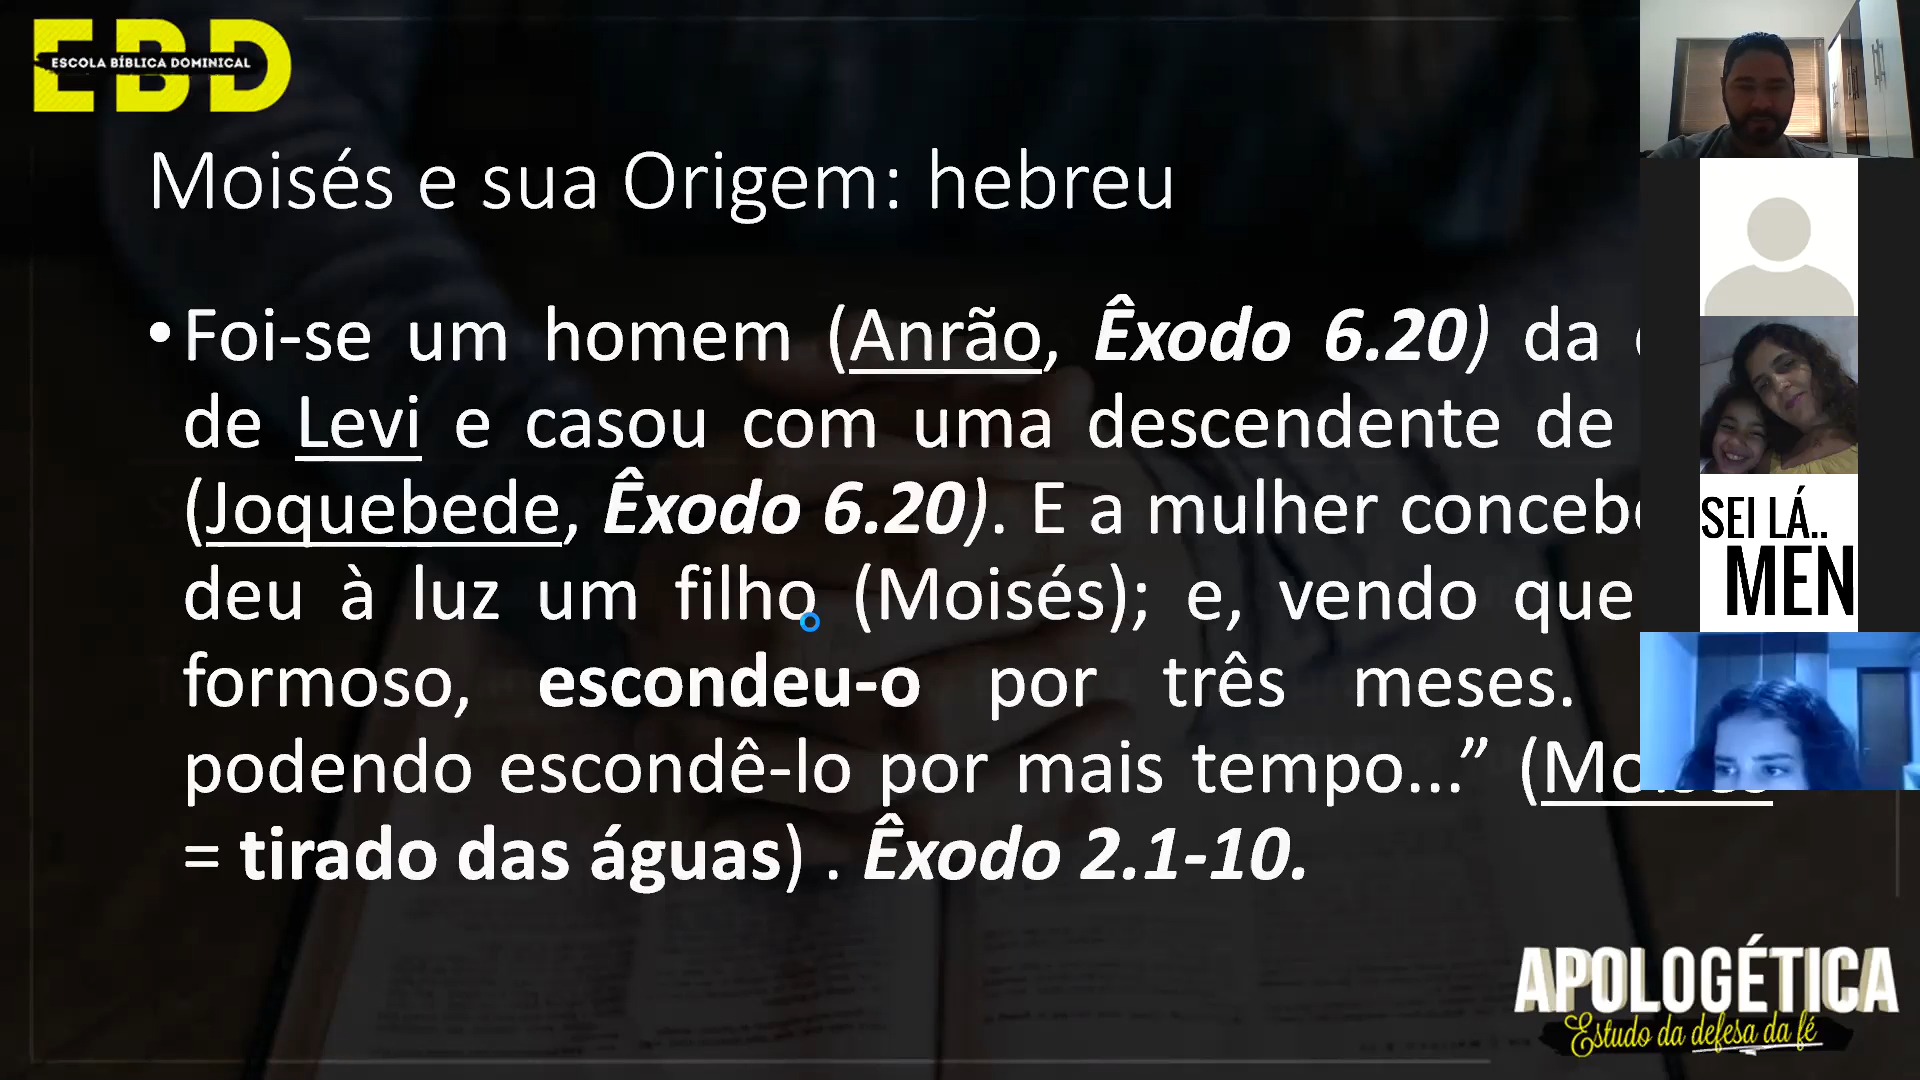 EBD
ESCOLA BÍBLICA DOMINICAL
Moisés e sua Origem: hebreu
•Foi-se um homem (Anrão, Êxodo 6.20) da
de Levi e casou com uma descendente de
(Joquebede, Êxodo 6.20). E a mulher conceb
deu à luz um filho (Moisés); e, vendo que
formoso, escondeu-o por três meses.
podendo escondê-lo por mais tempo...” (Moisés
= tirado das águas) . Êxodo 2.1-10.
SEI LÁ..
MEN
APOLOGÉTICA
Estudo da defesa da fé